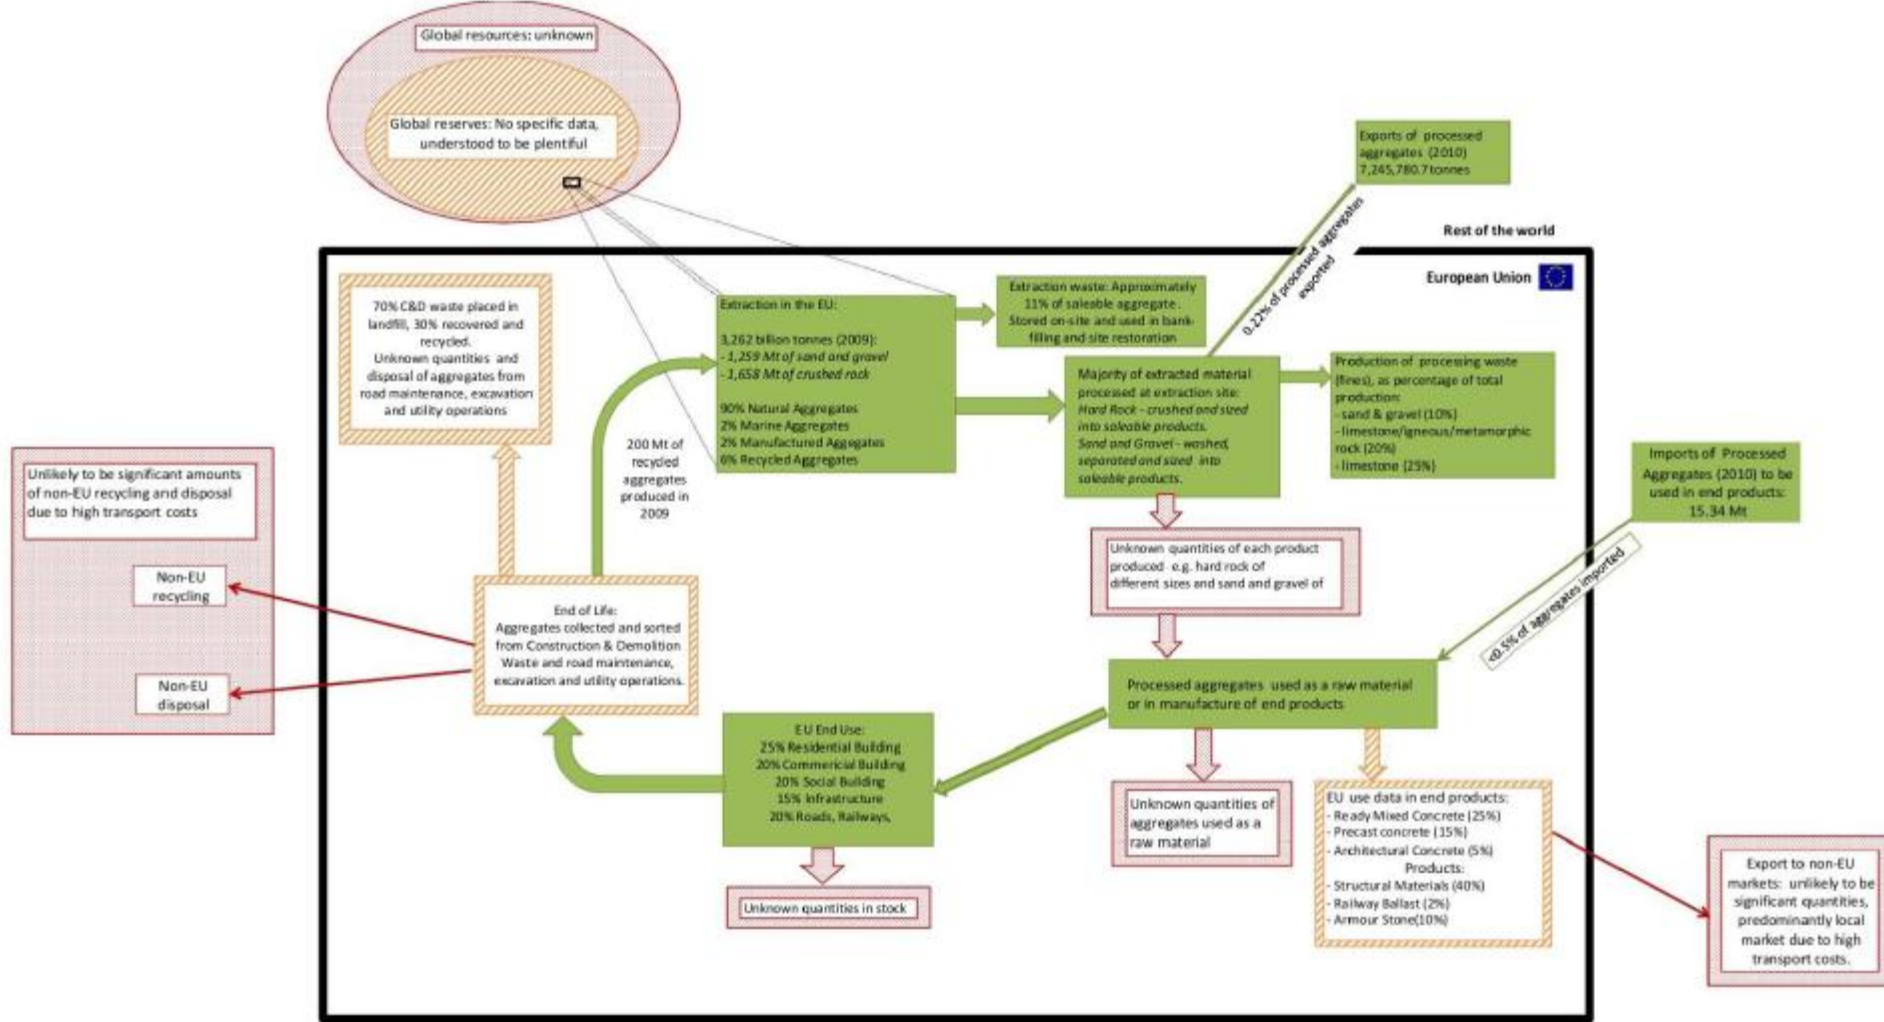 Global resources: unknown
Global reserves: No specific data,
understood to be plentiful
Exports of processed
aggregates (2010)
7,245,780.7 tonnes
0.22% of processed aggregates
exported
Rest of the world
European Union
70% C&D waste placed in
landfill, 30% recovered and
recycled.
Unknown quantities and
disposal of aggregates from
road maintenance, excavation
and utility operations
Extraction in the EU:
3,262 billion tonnes (2009):
- 1,259 Mt of sand and gravel
- 1,658 Mt of crushed rock
90% Natural Aggregates
2% Marine Aggregates
2% Manufactured Aggegates
6% Recycled Aggregates
Extraction waste: Approximately
11% of saleable aggregate.
Stored on-site and used in bank-
filling and site restoration
Majority of extracted material
processed at extraction site:
Hard Rock - crushed and sized
into saleable products.
Sand and Gravel - washed,
separated and sized into
saleable products.
Production of processing waste
(fines), as percentage of total
production:
- sand & gravel (10%)
- limestone/igneous/metamorphic
rock (20%)
- limestone (25%)
Imports of Processed
Aggregates (2010) to be
used in end products:
15.34 Mt
<0.5% of aggregates imported
200 Mt of
recycled
aggregates
produced in
2009
Unlikely to be significant amounts
of non-EU recycling and disposal
due to high transport costs
Non-EU
recycling
Non-EU
disposal
End of Life:
Aggregates collected and sorted
from Construction & Demolition
Waste and road maintenance,
excavation and utility operations.
Unknown quantities of each product
produced e.g. hard rock of
different sizes and sand and gravel of
Processed aggregates used as a raw material
or in manufacture of end products
EU End Use:
25% Residential Building
20% Commericial Building
20% Social Building
15% Infrastructure
20% Roads, Railways,
Unknown quantities in stock
Unknown quantities of
aggregates used as a
raw material
EU use data in end products:
- Ready Mixed Concrete (25%)
- Precast concrete (15%)
- Architectural Concrete (5%)
Products:
- Structural Materials (40%)
- Railway Ballast (2%)
- Armour Stone(10%)
Export to non-EU
markets: unlikely to be
significant quantities,
predominantly local
market due to high
transport costs.